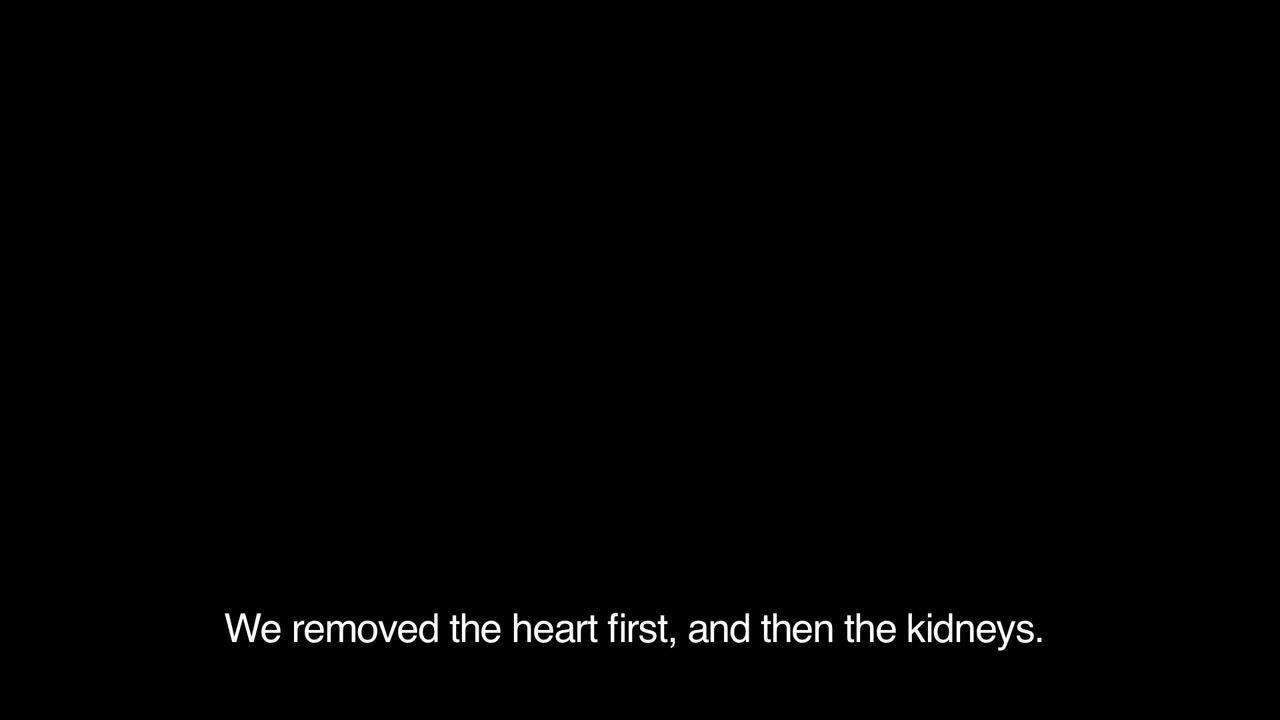 We removed the heart first, and then the kidneys.